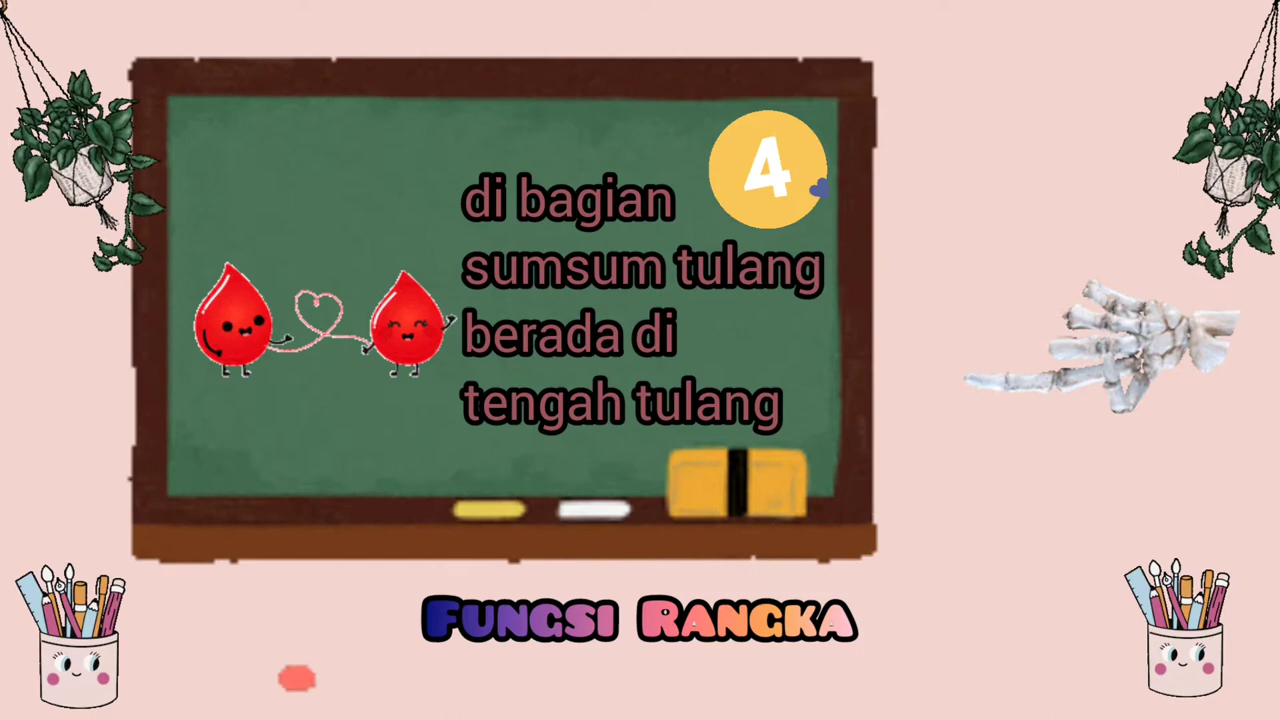 4
di bagian
sumsum tulang
berada di
tengah tulang
Fungsi Rangka